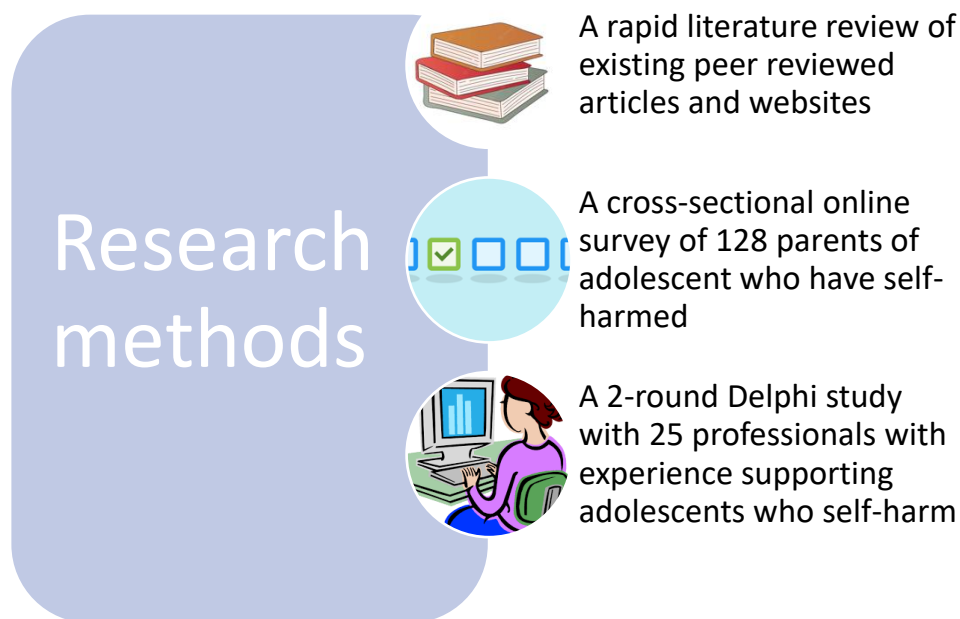 Research
methods
A rapid literature review of
existing peer reviewed
articles and websites
A cross-sectional online
survey of 128 parents of
adolescent who have self-
harmed
A 2-round Delphi study
with 25 professionals with
experience supporting
adolescents who self-harm